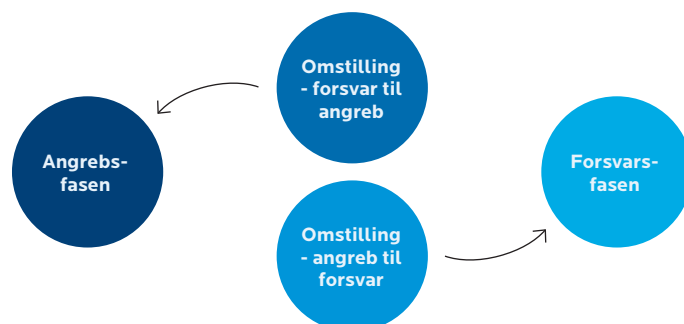 Omstilling
- forsvar til
angreb
Angrebs-
fasen
Forsvars-
fasen
Omstilling
- angreb til
forsvar